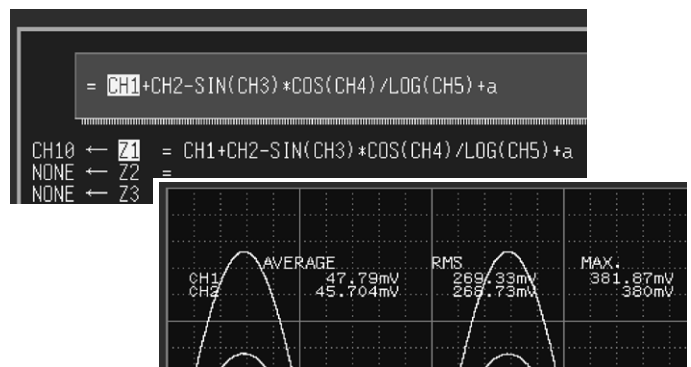 = CH1+CH2-SIN(CH3)*COS(CH4)/LOG(CH5)+a
CH10 ← Z1 = CH1+CH2-SIN(CH3)*COS(CH4)/LOG(CH5)+a
NONE ← Z2 =
NONE ← Z3
AVERAGE RMS MAX.
CH1 47.79mV 269.33mV 381.87mV
CH2 45.704mV 268.73mV 380mV